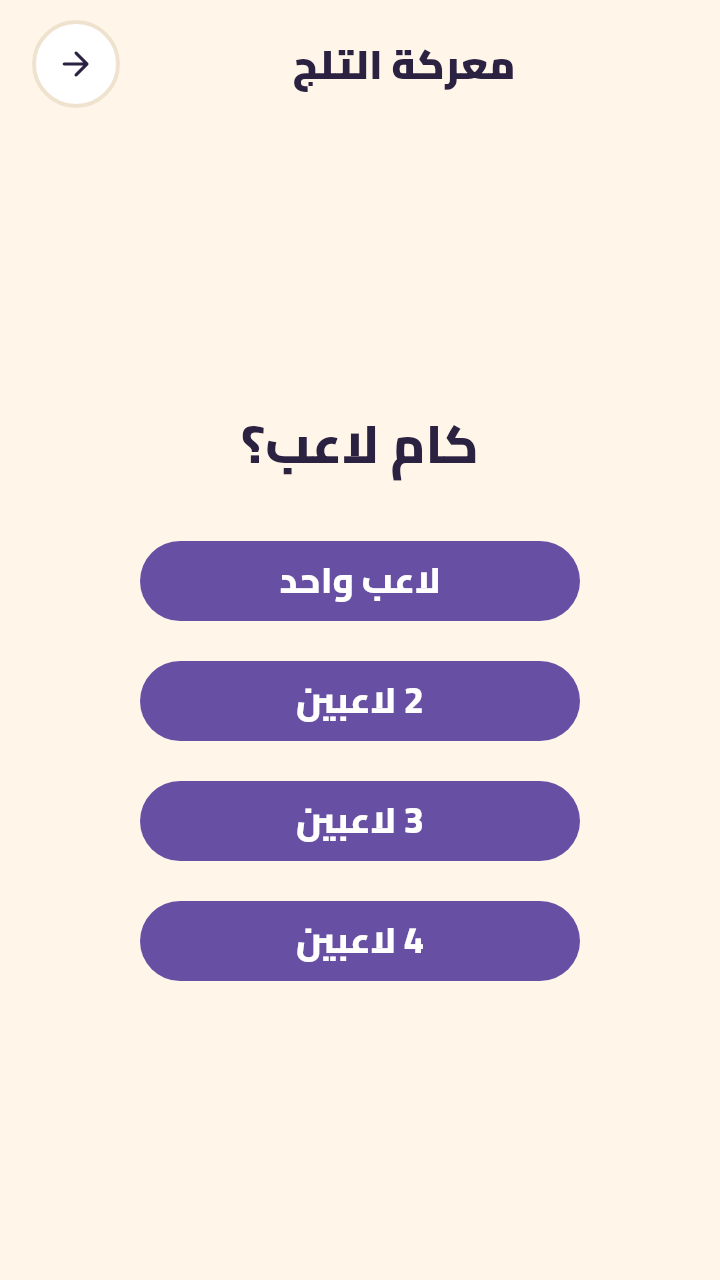 معركة التلج
كام لاعب؟
لاعب واحد
2 لاعبين
3 لاعبين
4 لاعبين